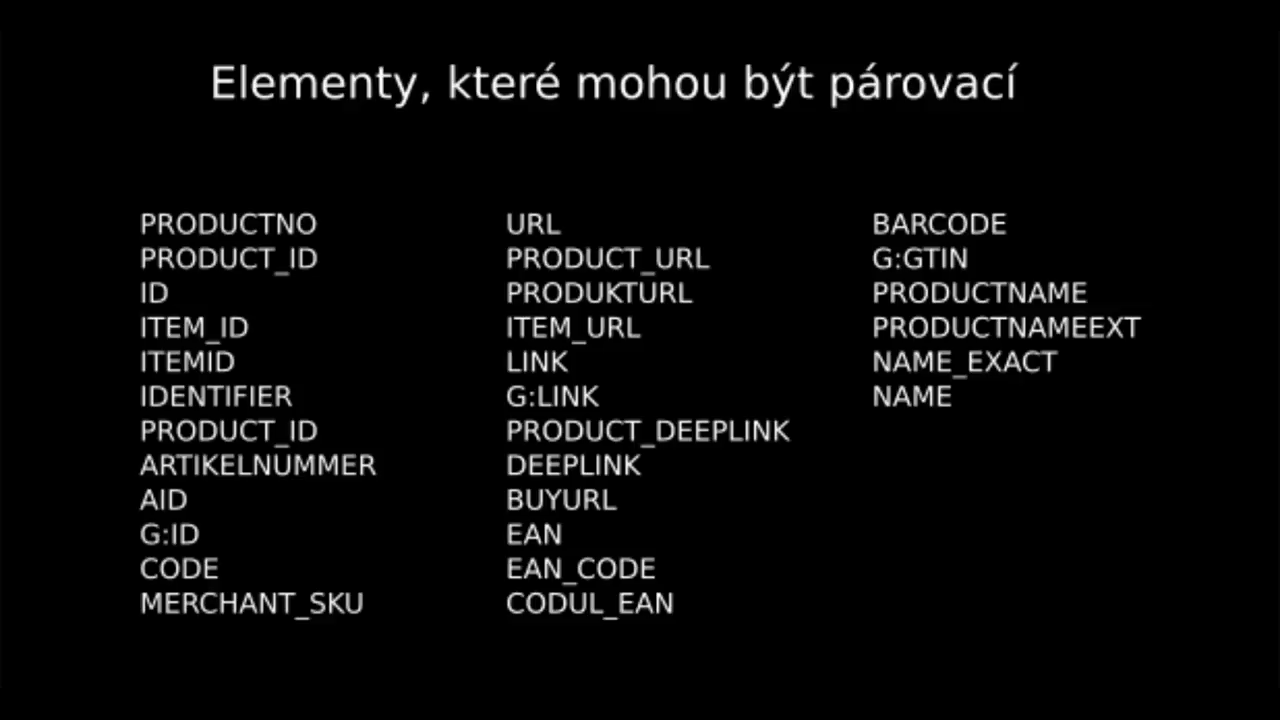 Elementy, které mohou být párovací
PRODUCTNO
PRODUCT_ID
ID
ITEM_ID
ITEMID
IDENTIFIER
PRODUCT_ID
ARTIKELNUMMER
AID
G:ID
CODE
MERCHANT_SKU
URL
PRODUCT_URL
PRODUKTURL
ITEM_URL
LINK
G:LINK
PRODUCT_DEEPLINK
DEEPLINK
BUYURL
EAN
EAN_CODE
CODUL_EAN
BARCODE
G:GTIN
PRODUCTNAME
PRODUCTNAMEEXT
NAME_EXACT
NAME